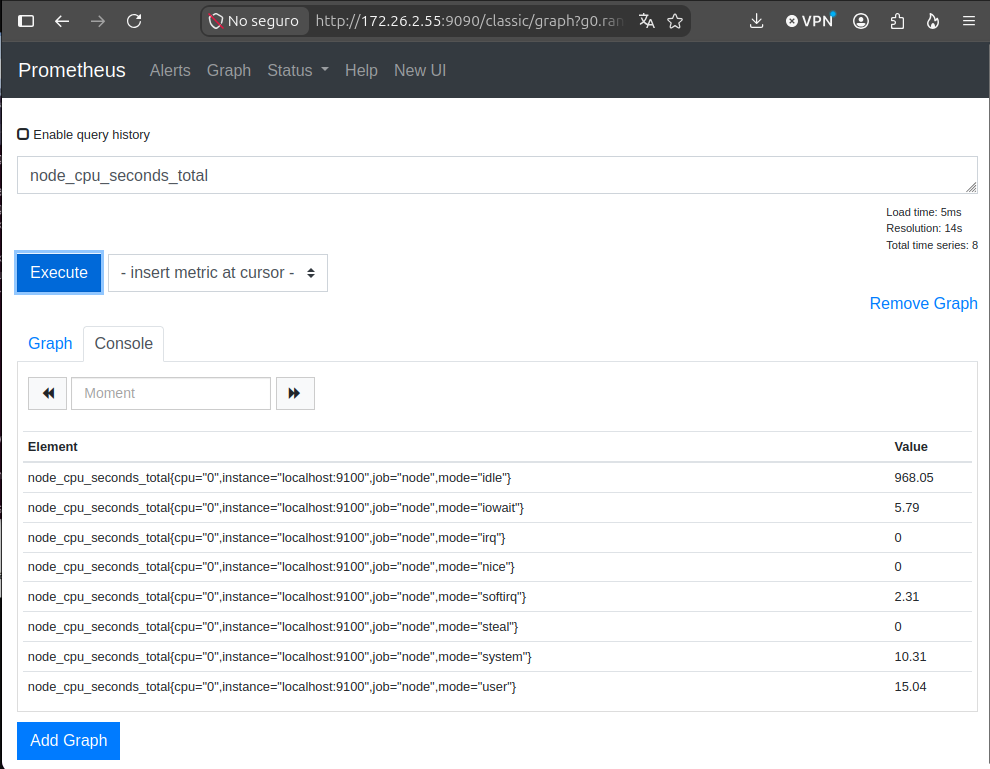 No seguro http://172.26.2.55:9090/classic/graph?g0.ran VPN
Prometheus Alerts Graph Status Help New UI
Enable query history
node_cpu_seconds_total
Load time: 5ms
Resolution: 14s
Total time series: 8
Execute - insert metric at cursor -
Remove Graph
Graph Console
Moment
Element Value
node_cpu_seconds_total{cpu="0",instance="localhost:9100",job="node",mode="idle"} 968.05
node_cpu_seconds_total{cpu="0",instance="localhost:9100",job="node",mode="iowait"} 5.79
node_cpu_seconds_total{cpu="0",instance="localhost:9100",job="node",mode="irq"} 0
node_cpu_seconds_total{cpu="0",instance="localhost:9100",job="node",mode="nice"} 0
node_cpu_seconds_total{cpu="0",instance="localhost:9100",job="node",mode="softirq"} 2.31
node_cpu_seconds_total{cpu="0",instance="localhost:9100",job="node",mode="steal"} 0
node_cpu_seconds_total{cpu="0",instance="localhost:9100",job="node",mode="system"} 10.31
node_cpu_seconds_total{cpu="0",instance="localhost:9100",job="node",mode="user"} 15.04
Add Graph